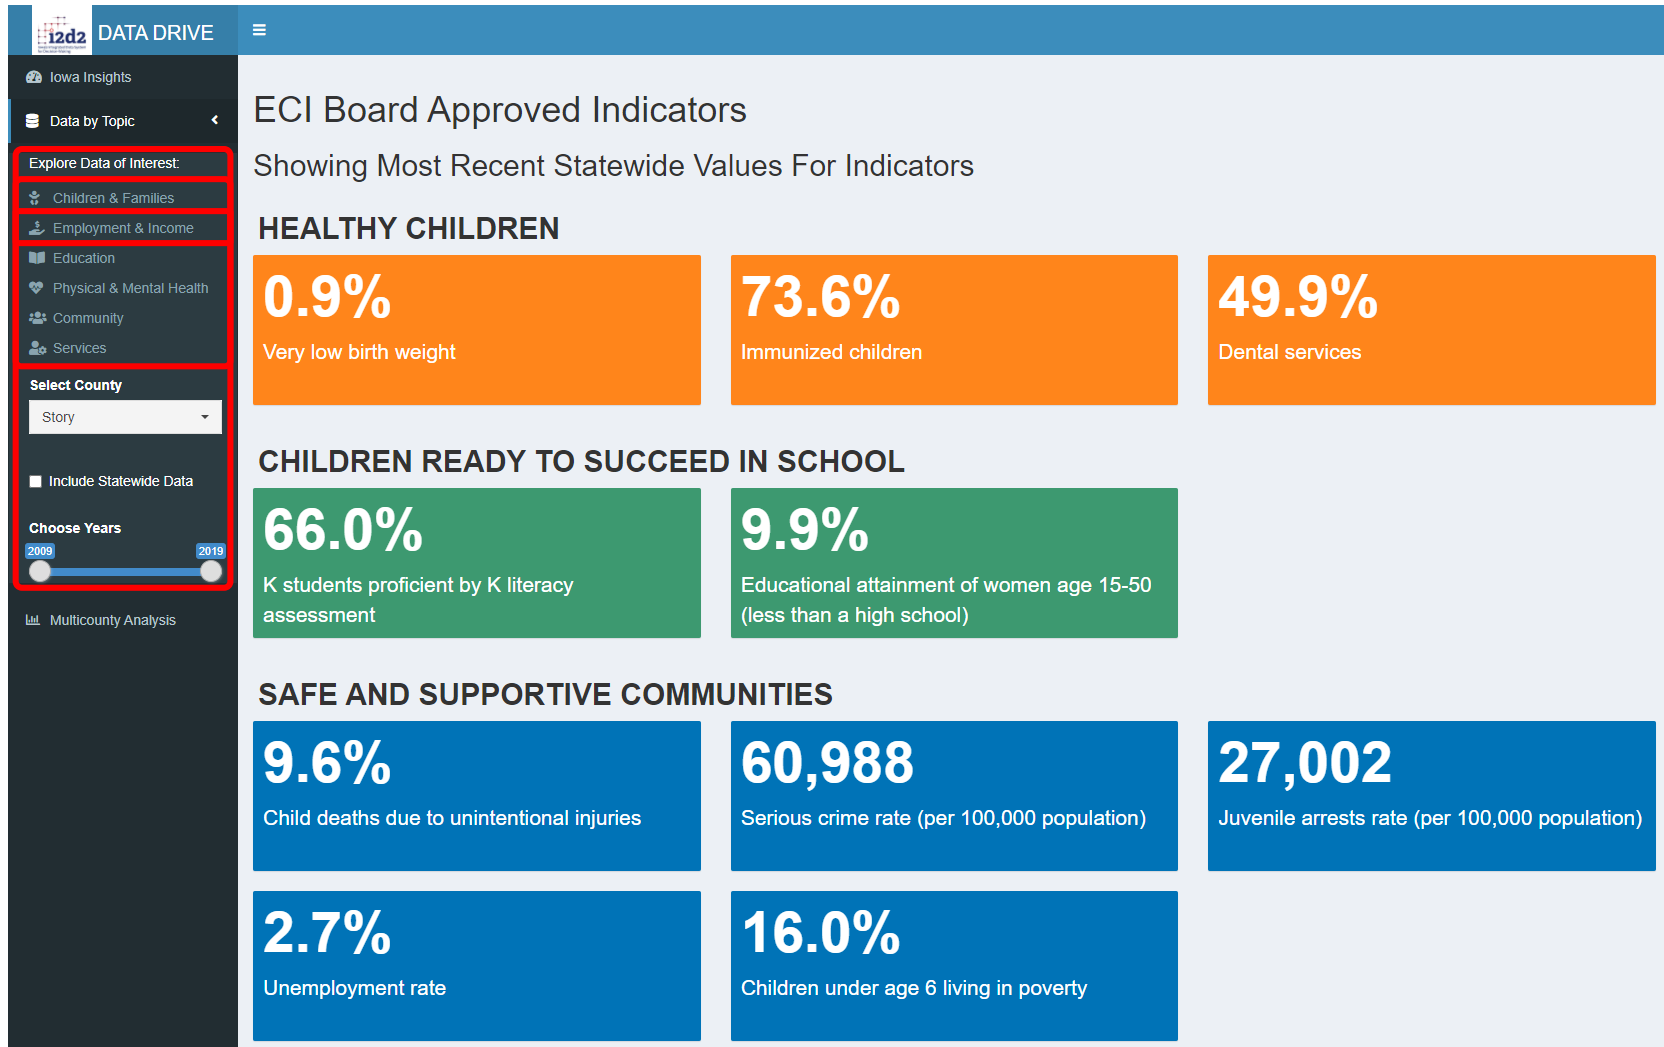 i2d2
DATA DRIVE
Iowa Insights
Data by Topic
Explore Data of Interest:
Children & Families
Employment & Income
Education
Physical & Mental Health
Community
Services
Select County
Story
Include Statewide Data
Choose Years
2009
2019
Multicounty Analysis
ECI Board Approved Indicators
Showing Most Recent Statewide Values For Indicators
HEALTHY CHILDREN
0.9%
Very low birth weight
73.6%
Immunized children
49.9%
Dental services
CHILDREN READY TO SUCCEED IN SCHOOL
66.0%
K students proficient by K literacy
assessment
9.9%
Educational attainment of women age 15-50
(less than a high school)
SAFE AND SUPPORTIVE COMMUNITIES
9.6%
Child deaths due to unintentional injuries
60,988
Serious crime rate (per 100,000 population)
27,002
Juvenile arrests rate (per 100,000 population)
2.7%
Unemployment rate
16.0%
Children under age 6 living in poverty